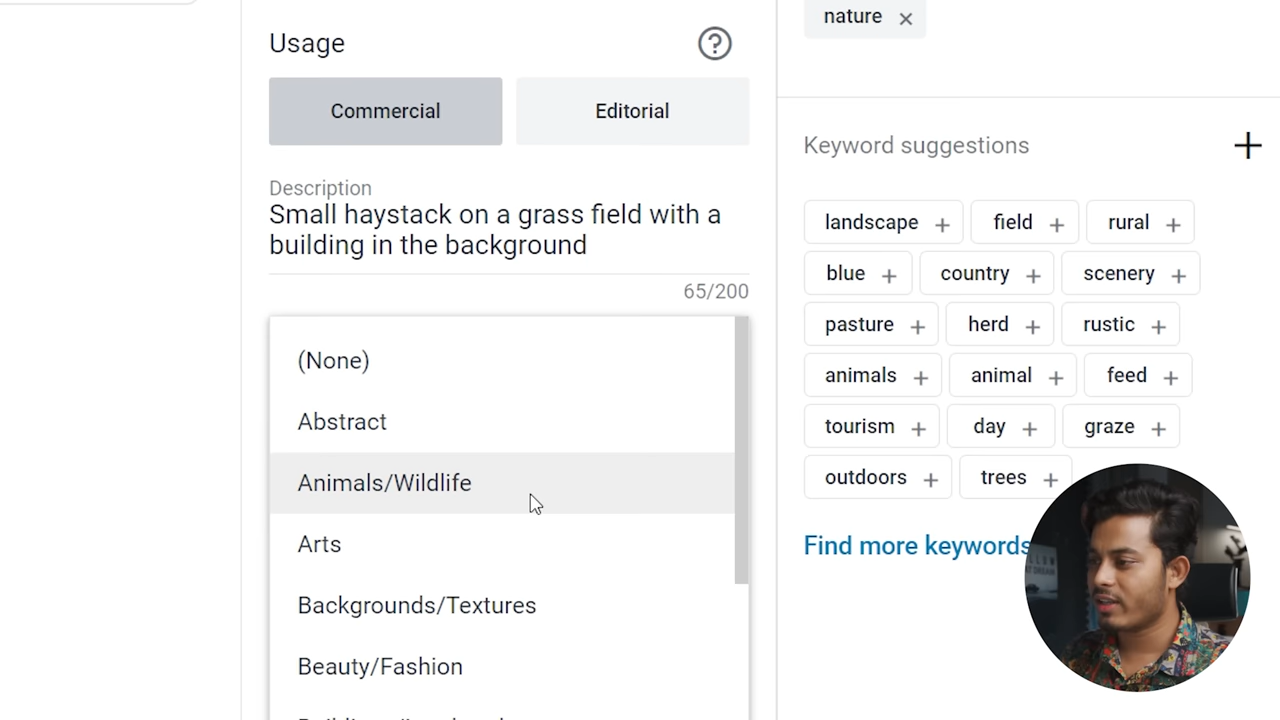 Usage
Commercial
Editorial
Description
Small haystack on a grass field with a
building in the background
65/200
(None)
Abstract
Animals/Wildlife
Arts
Backgrounds/Textures
Beauty/Fashion
nature
Keyword suggestions
landscape field rural
blue country scenery
pasture herd rustic
animals animal feed
tourism day graze
outdoors trees
Find more keywords